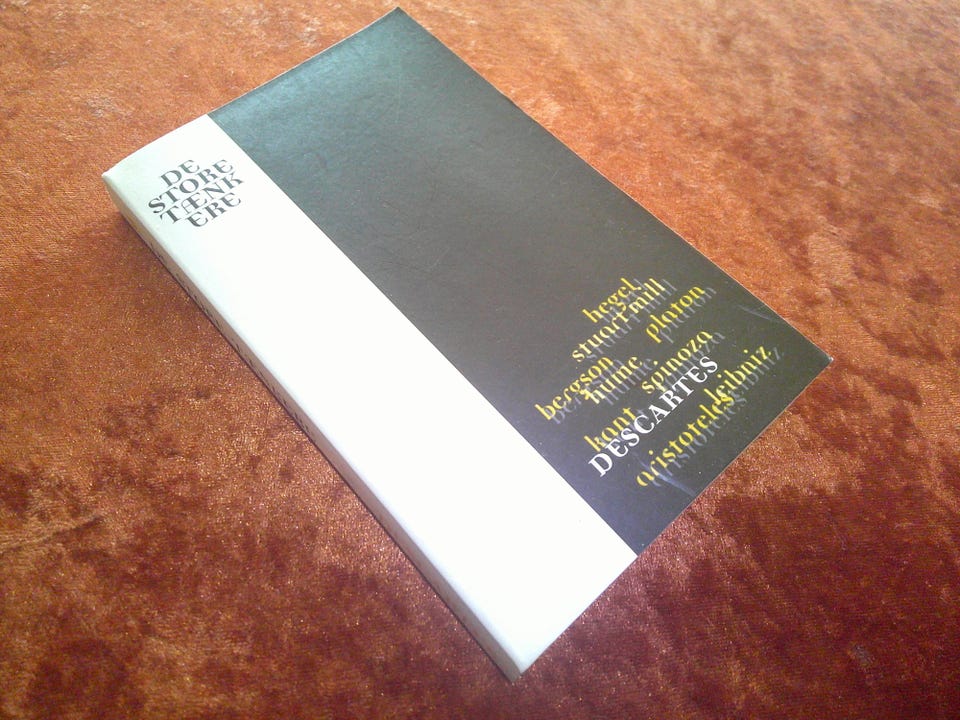 DE
STORE
TÆNK
ERE
hegel
stuart mill
bergson platon
hume
kant spinoza
DESCARTES
aristoteles leibniz